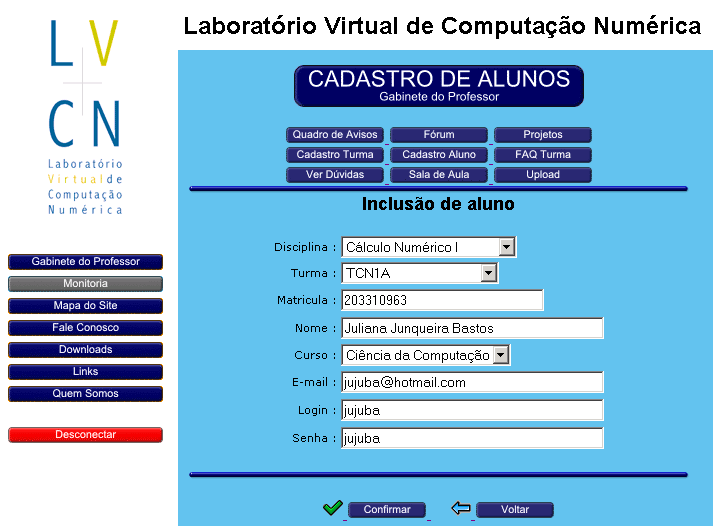 LV
CN
Laboratório
Virtual de
Computação
Numérica
Laboratório Virtual de Computação Numérica
CADASTRO DE ALUNOS
Gabinete do Professor
Quadro de Avisos Fórum Projetos
Cadastro Turma Cadastro Aluno FAQ Turma
Ver Dúvidas Sala de Aula Upload
Inclusão de aluno
Gabinete do Professor
Monitoria
Mapa do Site
Fale Conosco
Downloads
Links
Quem Somos
Desconectar
Disciplina : Cálculo Numérico I
Turma : TCN1A
Matricula : 203310963
Nome : Juliana Junqueira Bastos
Curso : Ciência da Computação
E-mail : jujuba@hotmail.com
Login : jujuba
Senha : jujuba
Confirmar Voltar